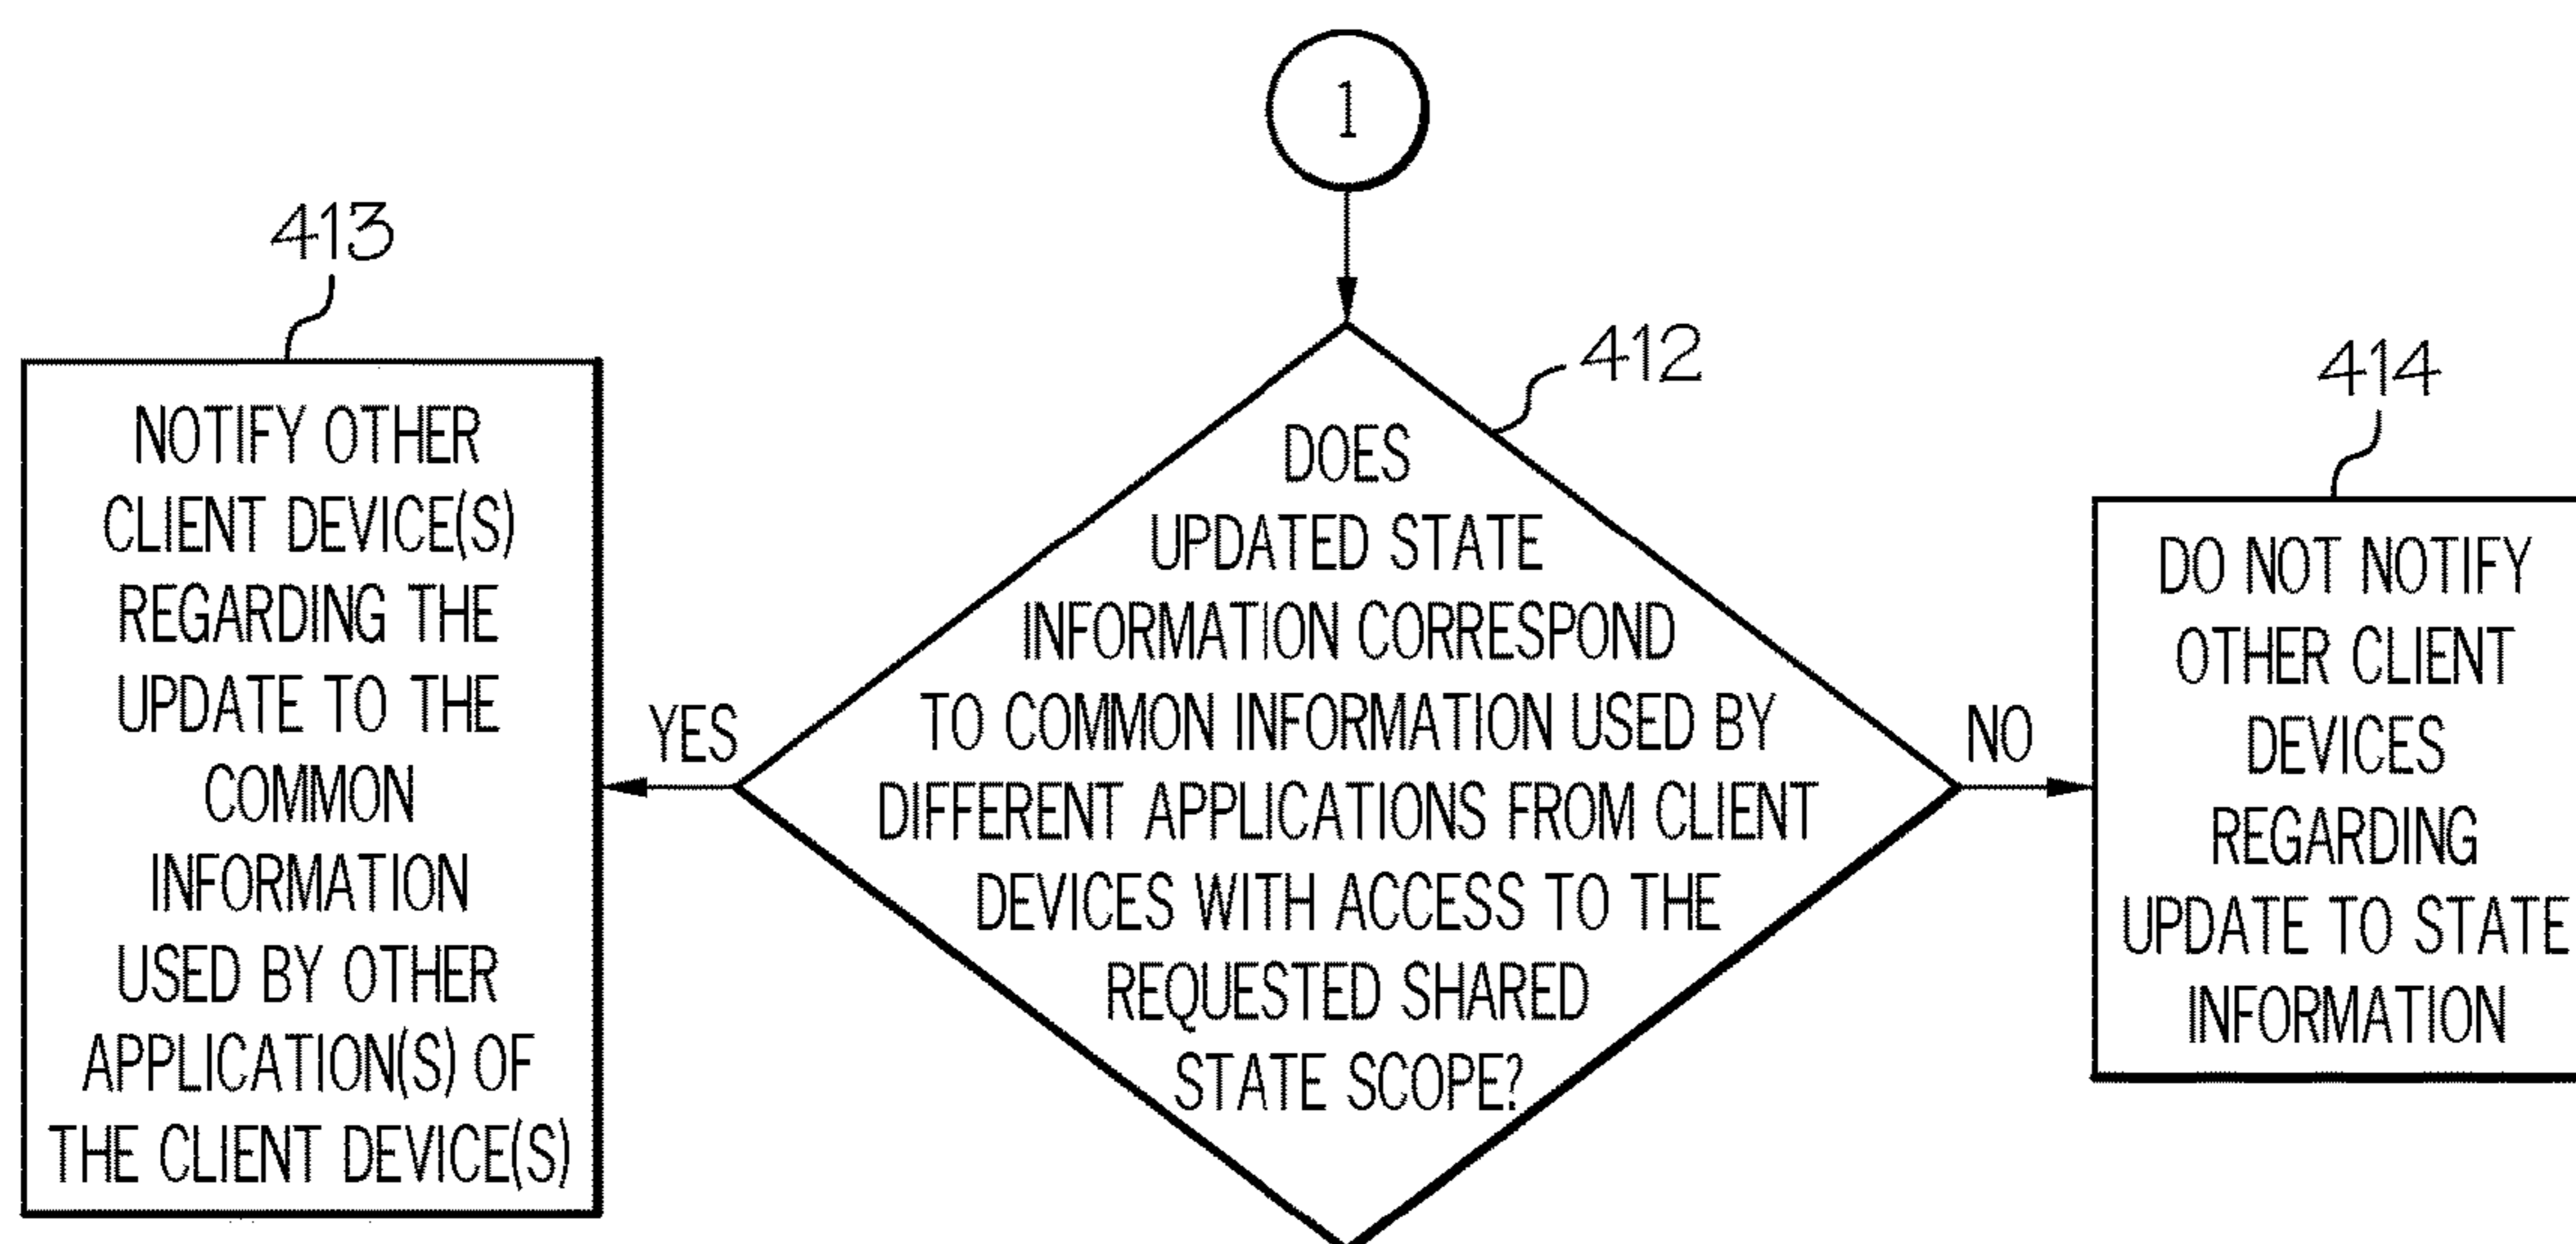 1
413
NOTIFY OTHER
CLIENT DEVICE(S)
REGARDING THE
UPDATE TO THE
COMMON
INFORMATION
USED BY OTHER
APPLICATION(S) OF
THE CLIENT DEVICE(S)
YES
412
DOES
UPDATED STATE
INFORMATION CORRESPOND
TO COMMON INFORMATION USED BY
DIFFERENT APPLICATIONS FROM CLIENT
DEVICES WITH ACCESS TO THE
REQUESTED SHARED
STATE SCOPE?
NO
414
DO NOT NOTIFY
OTHER CLIENT
DEVICES
REGARDING
UPDATE TO STATE
INFORMATION